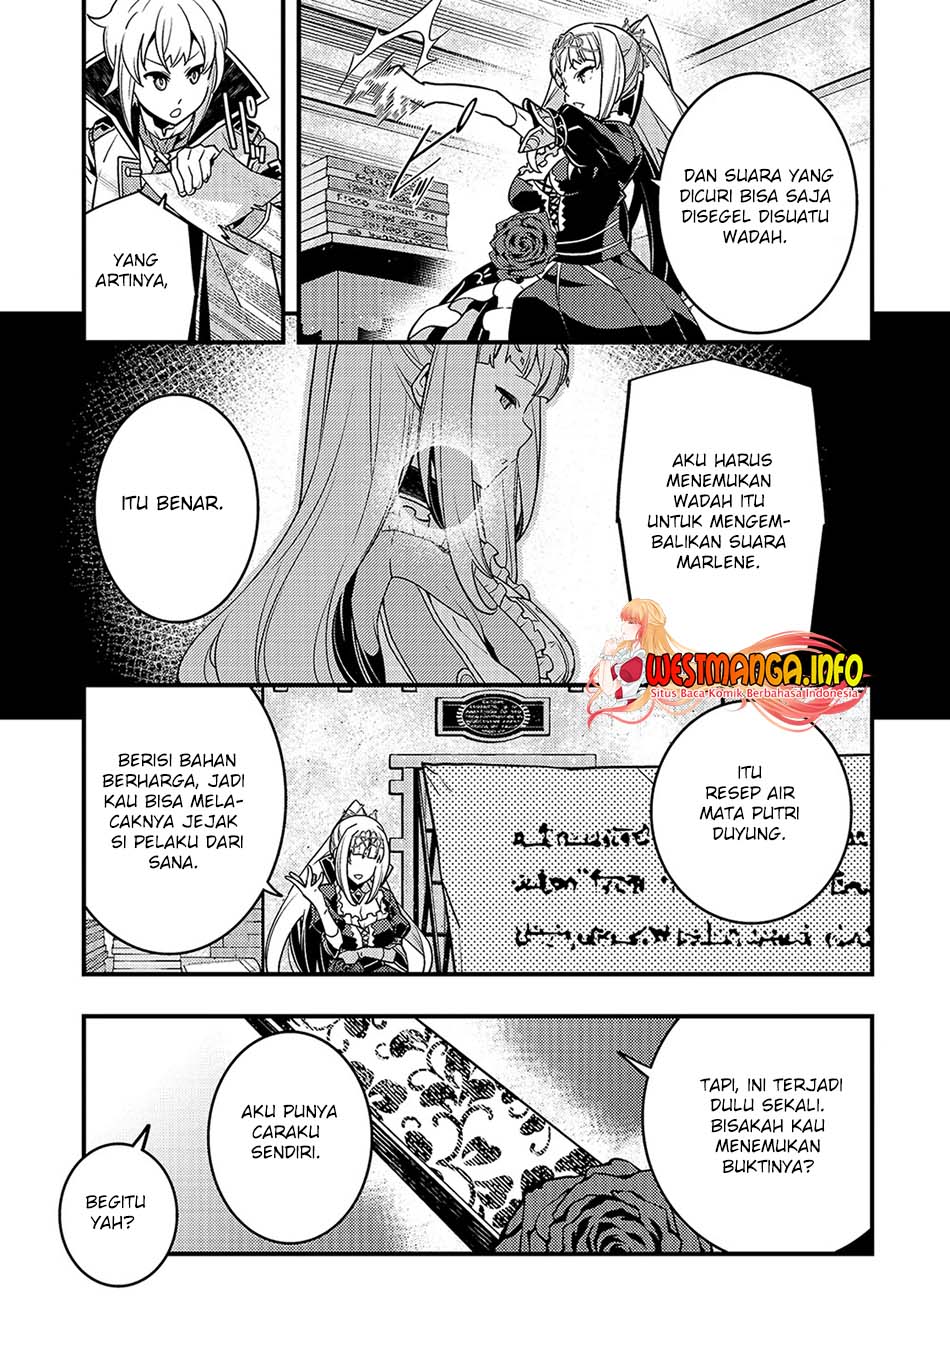 DAN SUARA YANG
DICURI BISA SAJA
DISEGEL DISUATU
WADAH.
YANG
ARTINYA,
AKU HARUS
MENEMUKAN
WADAH ITU
UNTUK MENGEM-
BALIKAN SUARA
MARLENE.
ITU BENAR.
WESTMANGA.INFO
Situs Baca Komik Berbahasa Indonesia
ITU
RESEP AIR
MATA PUTRI
DUYUNG.
BERISI BAHAN
BERHARGA, JADI
KAU BISA MELA-
CAKNYA JEJAK
SI PELAKU DARI
SANA.
TAPI, INI TERJADI
DULU SEKALI.
BISAKAH KAU
MENEMUKAN
BUKTINYA?
AKU PUNYA
CARAKU
SENDIRI.
BEGITU
YAH?